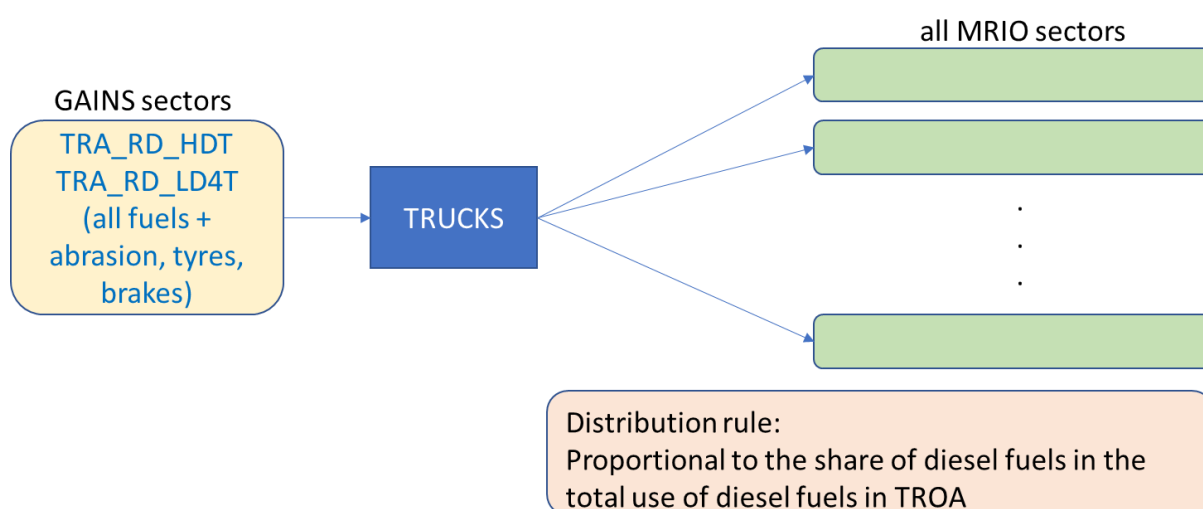 all MRIO sectors
GAINS sectors
TRA_RD_HDT
TRA_RD_LD4T
(all fuels +
abrasion, tyres,
brakes)
TRUCKS
.
.
.
Distribution rule:
Proportional to the share of diesel fuels in the
total use of diesel fuels in TROA